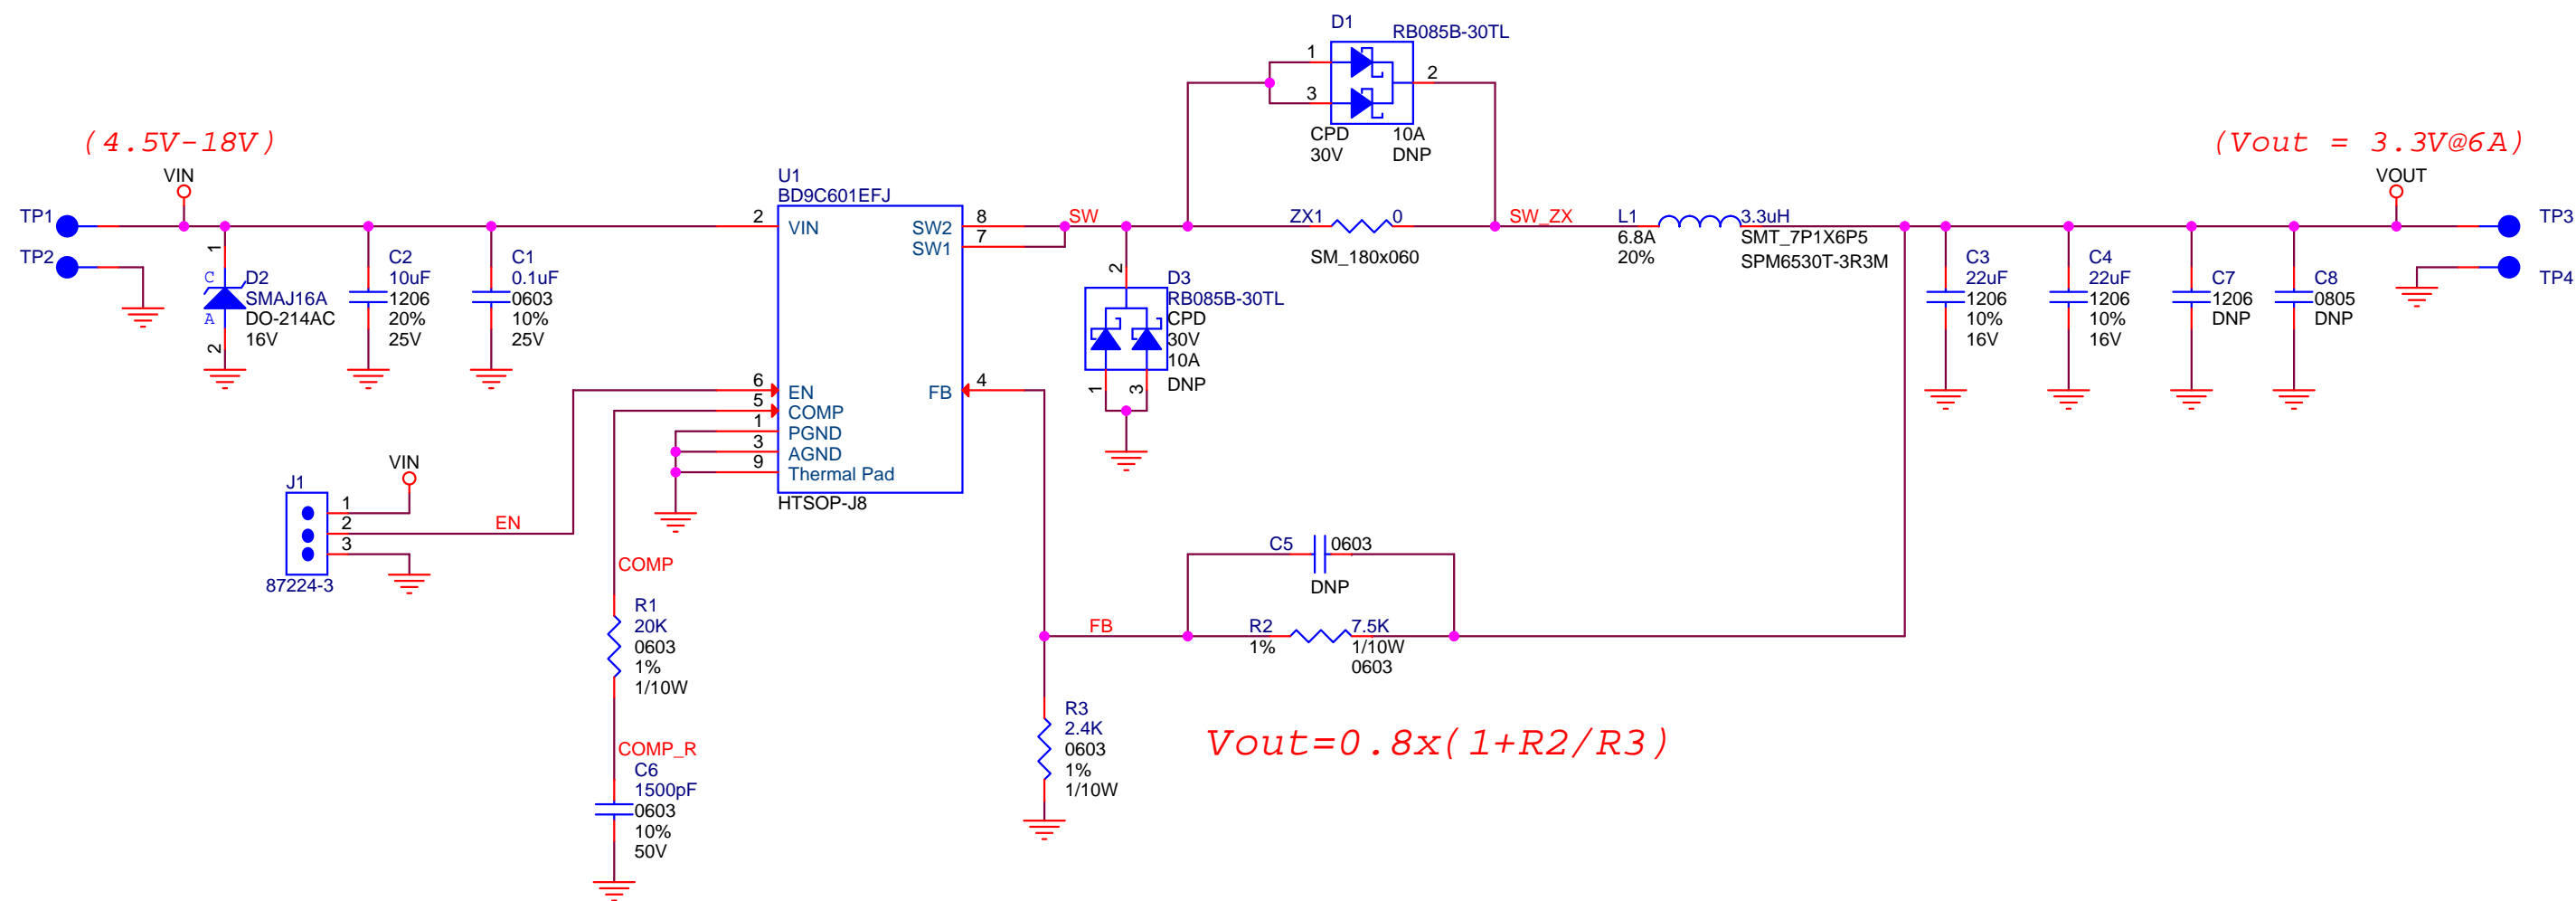 D1
RB085B-30TL
1
2
3
CPD
10A
30V
DNP
(4.5V-18V)
(Vout = 3.3V@6A)
VIN
VOUT
U1
BD9C601EFJ
TP1
TP2
TP3
TP4
2
VIN
SW2
8
SW1
7
SW
ZX1
0
SM_180x060
SW_ZX
L1
3.3uH
6.8A
SMT_7P1X6P5
20%
SPM6530T-3R3M
1
C
D2
SMAJ16A
A
DO-214AC
16V
2
C2
10uF
1206
20%
25V
C1
0.1uF
0603
10%
25V
2
D3
RB085B-30TL
CPD
30V
10A
DNP
1
3
C3
22uF
1206
10%
16V
C4
22uF
1206
10%
16V
C7
1206
DNP
C8
0805
DNP
6
EN
5
COMP
1
PGND
3
AGND
9
Thermal Pad
FB
4
HTSOP-J8
VIN
J1
1
2
3
87224-3
EN
COMP
R1
20K
0603
1%
1/10W
COMP_R
C6
1500pF
0603
10%
50V
C5
0603
DNP
FB
R2
7.5K
1%
1/10W
0603
R3
2.4K
0603
1%
1/10W
Vout=0.8x(1+R2/R3)